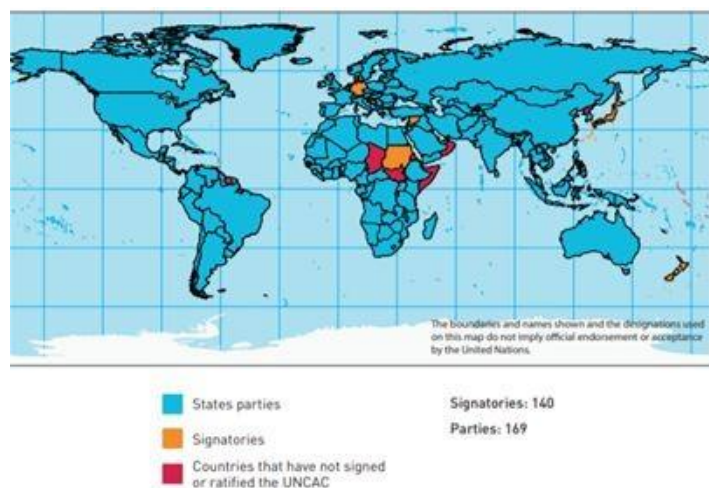 The boundaries and names shown and the designations used
on this map do not imply official endorsement or acceptance
by the United Nations.
States parties
Signatories
Countries that have not signed
or ratified the UNCAC
Signatories: 140
Parties: 169